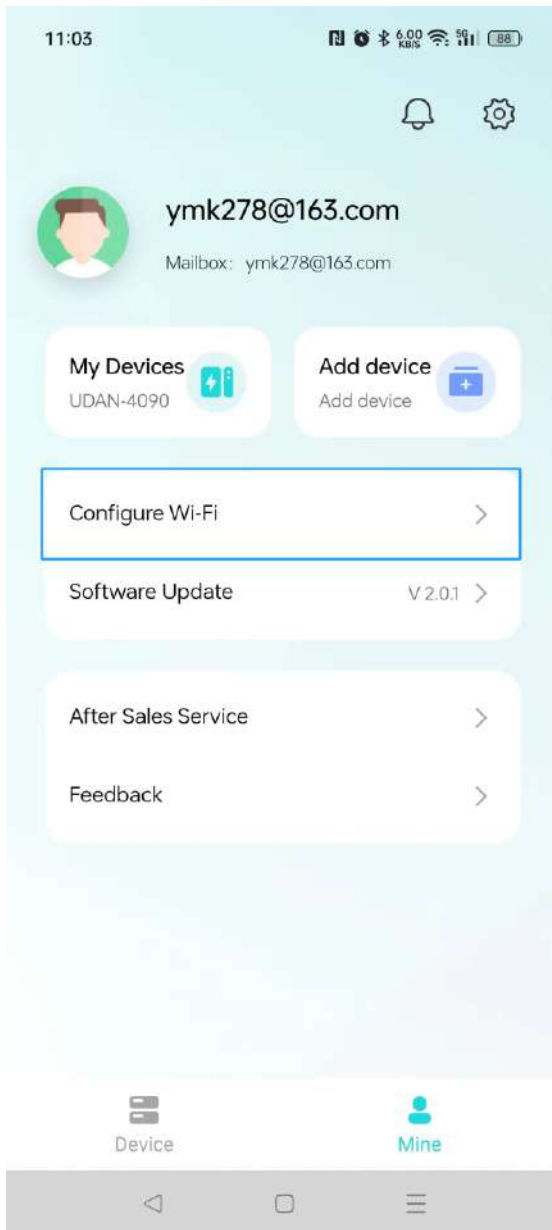 11:03
6.00 KB/S 5G 88
ymk278@163.com
Mailbox: ymk278@163.com
My Devices
UDAN-4090
Add device
Add device
Configure Wi-Fi
Software Update V 2.0.1
After Sales Service
Feedback
Device
Mine